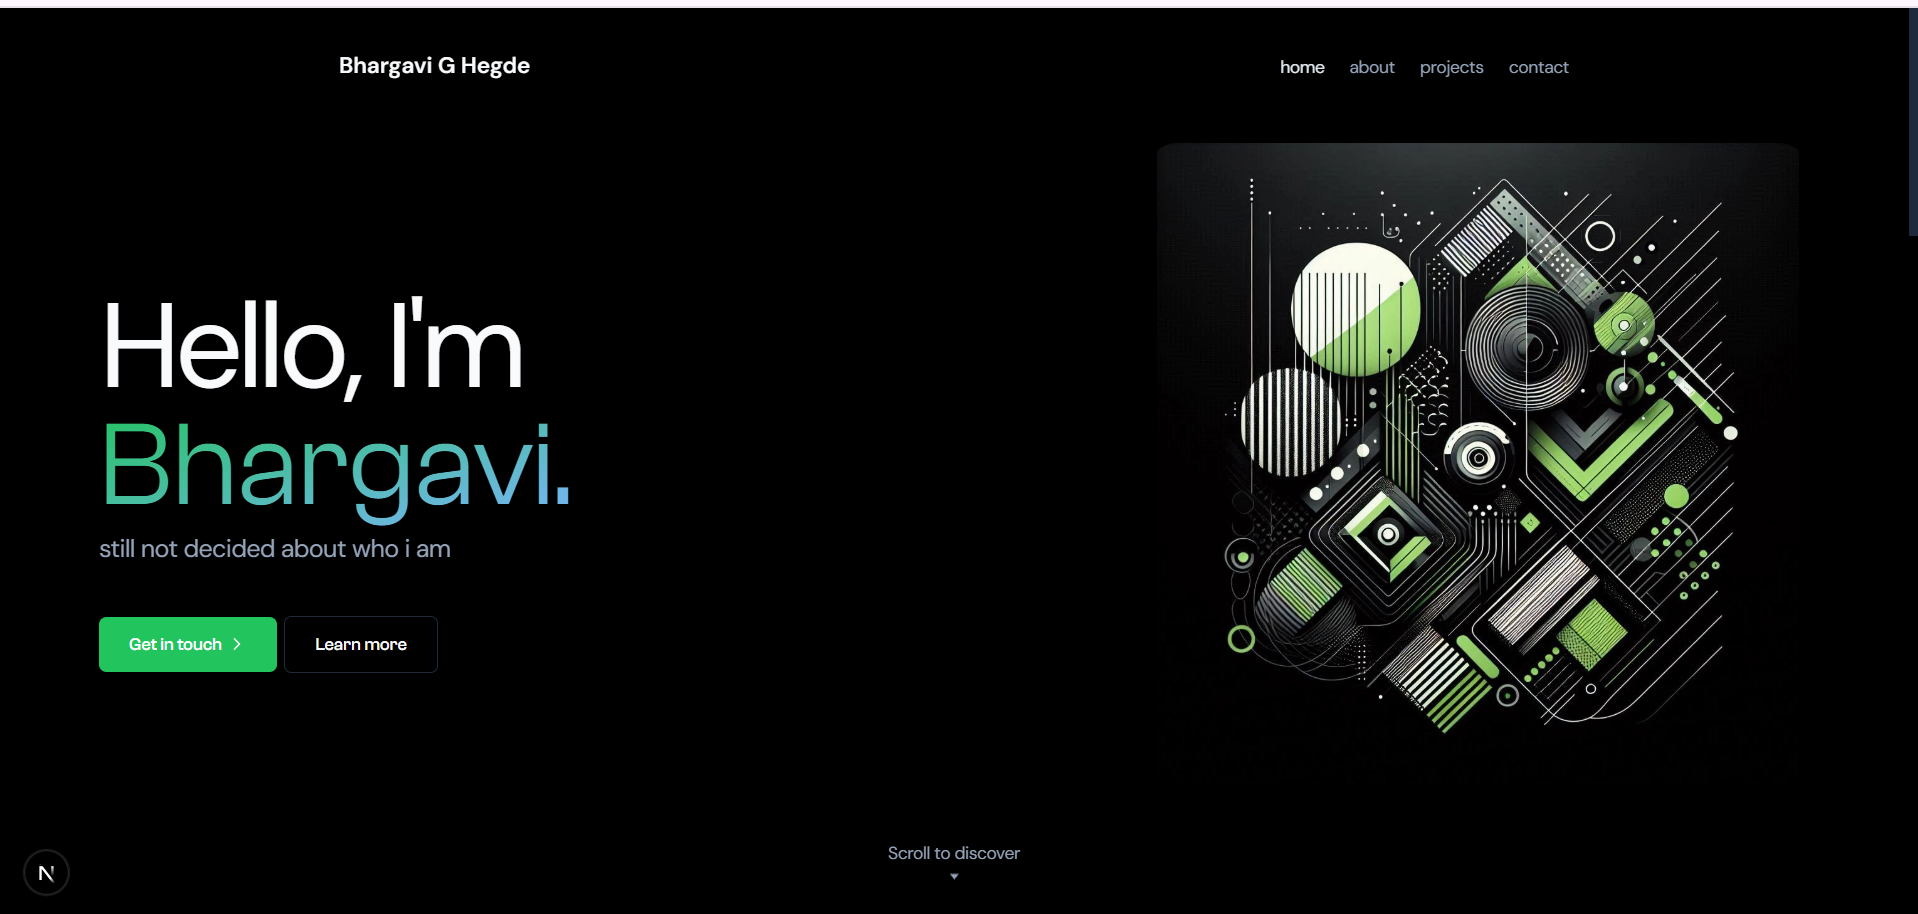 Bhargavi G Hegde
home about projects contact
Hello, I'm
Bhargavi.
still not decided about who i am
Get in touch
Learn more
Scroll to discover
N